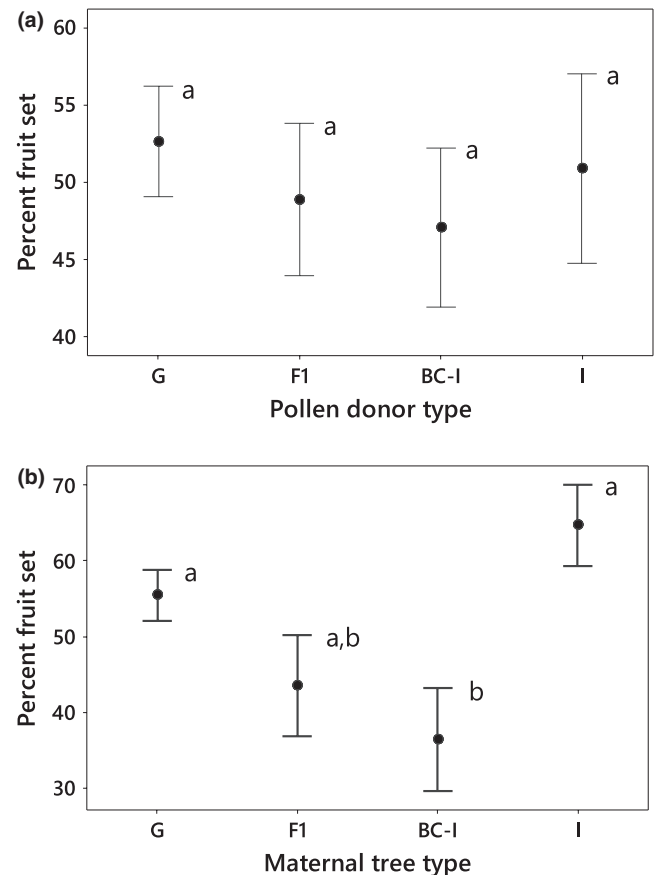 (a)
60
55
50
45
40
Percent fruit set
a
a
a
a
G F1 BC-I I
Pollen donor type
(b)
70
60
50
40
30
Percent fruit set
a
a,b
b
a
G F1 BC-I I
Maternal tree type